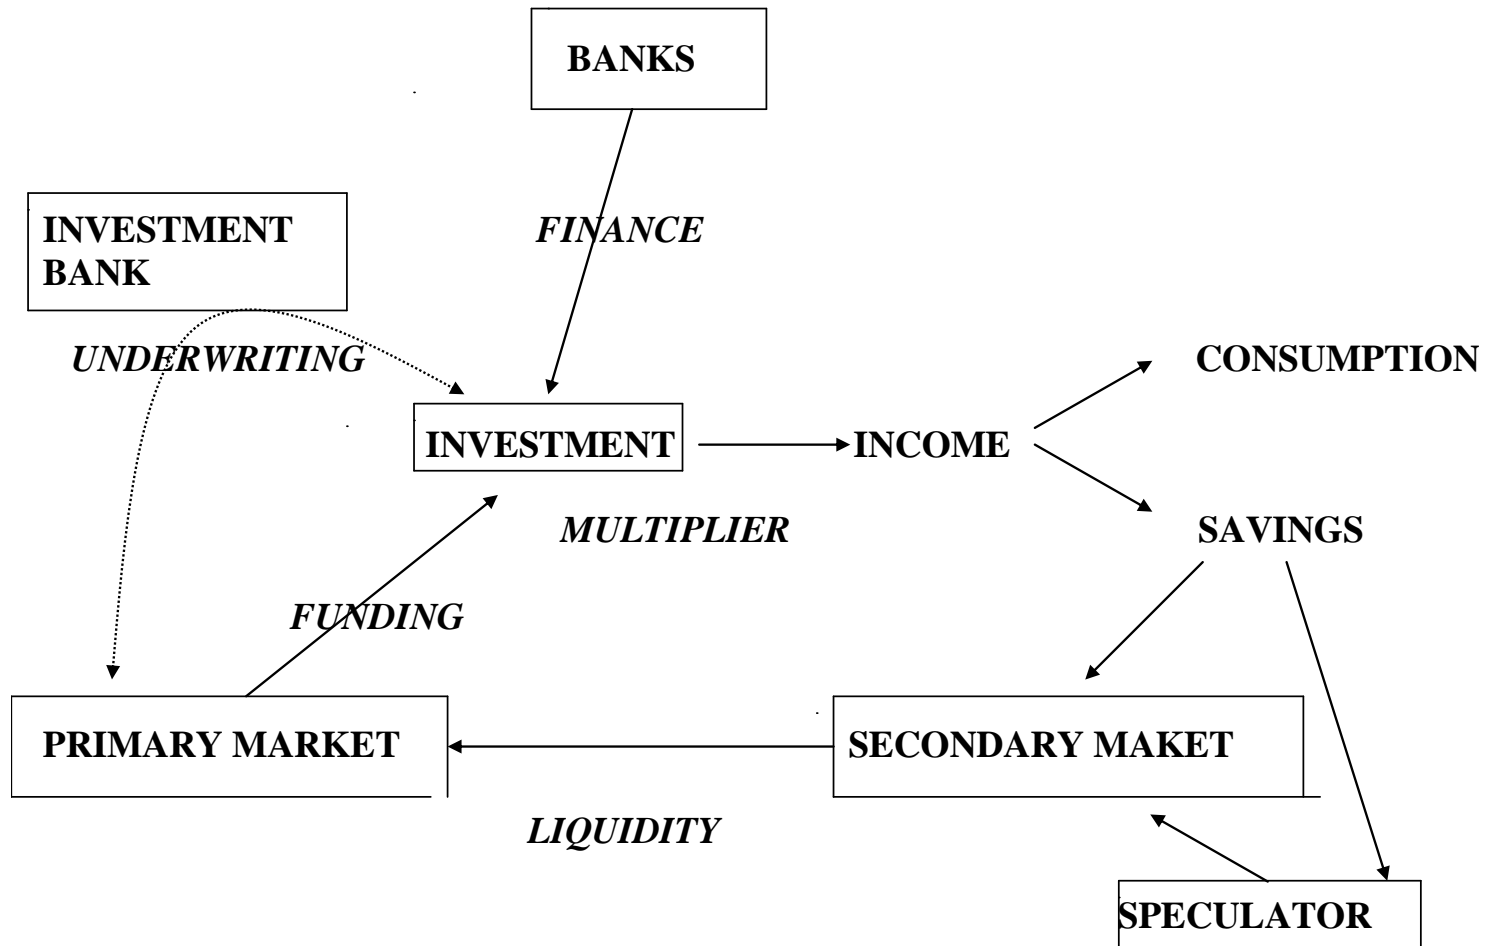 BANKS
INVESTMENT
BANK
FINANCE
UNDERWRITING
CONSUMPTION
INVESTMENT
INCOME
MULTIPLIER
SAVINGS
FUNDING
PRIMARY MARKET
SECONDARY MAKET
LIQUIDITY
SPECULATOR